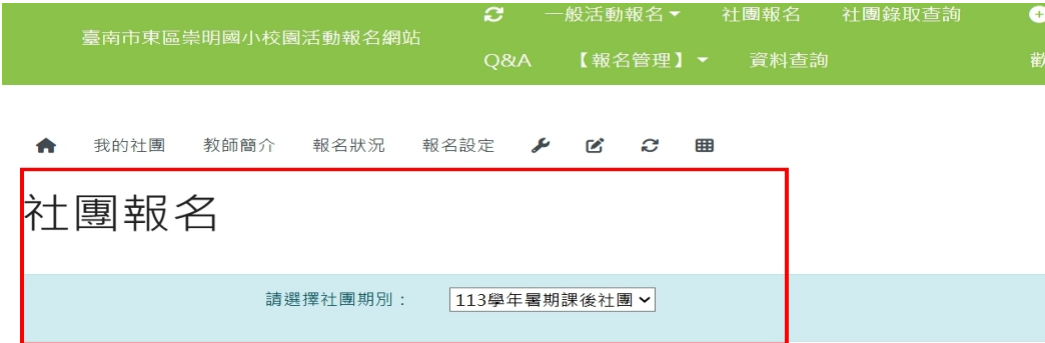 一般活動報名 社團報名 社團錄取查詢
臺南市東區崇明國小校園活動報名網站
Q&A 【報名管理】 資料查詢 歡
我的社團 教師簡介 報名狀況 報名設定
社團報名
請選擇社團期別： 113學年暑期課後社團